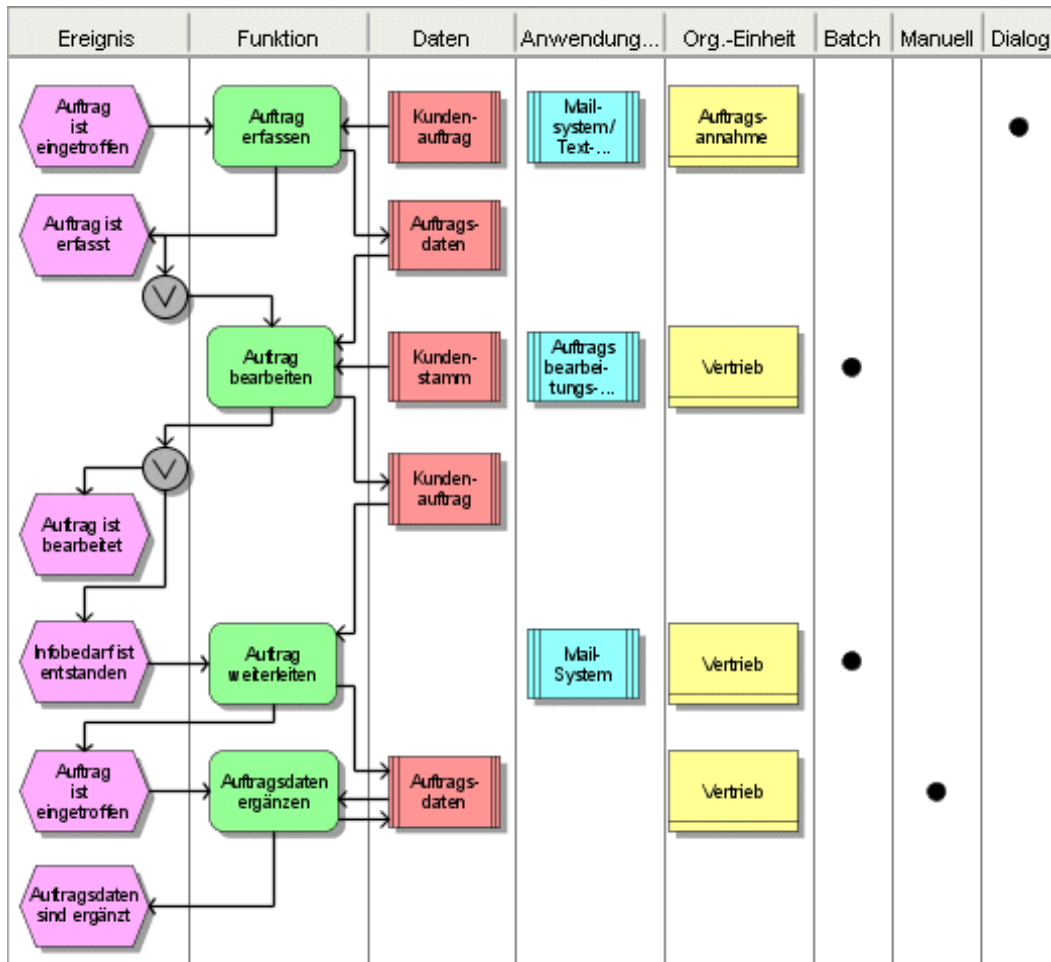 Ereignis
Funktion
Daten
Anwendung...
Org.-Einheit
Batch
Manuell
Dialog
Auftrag
ist
eingetroffen
Auftrag
erfassen
Kunden-
auftrag
Mail-
system/
Text-...
Auftrags-
annahme
Auftrag ist
erfasst
Auftrags-
daten
Auftrag
bearbeiten
Kunden-
stamm
Auftrags
bearbei-
tungs-...
Vertrieb
Kunden-
auftrag
Auftrag ist
bearbeitet
Infobedarf ist
entstanden
Auftrag
weiterleiten
Mail-
System
Vertrieb
Auftrag
ist
eingetroffen
Auftragsdaten
ergänzen
Auftrags-
daten
Vertrieb
Auftragsdaten
sind ergänzt